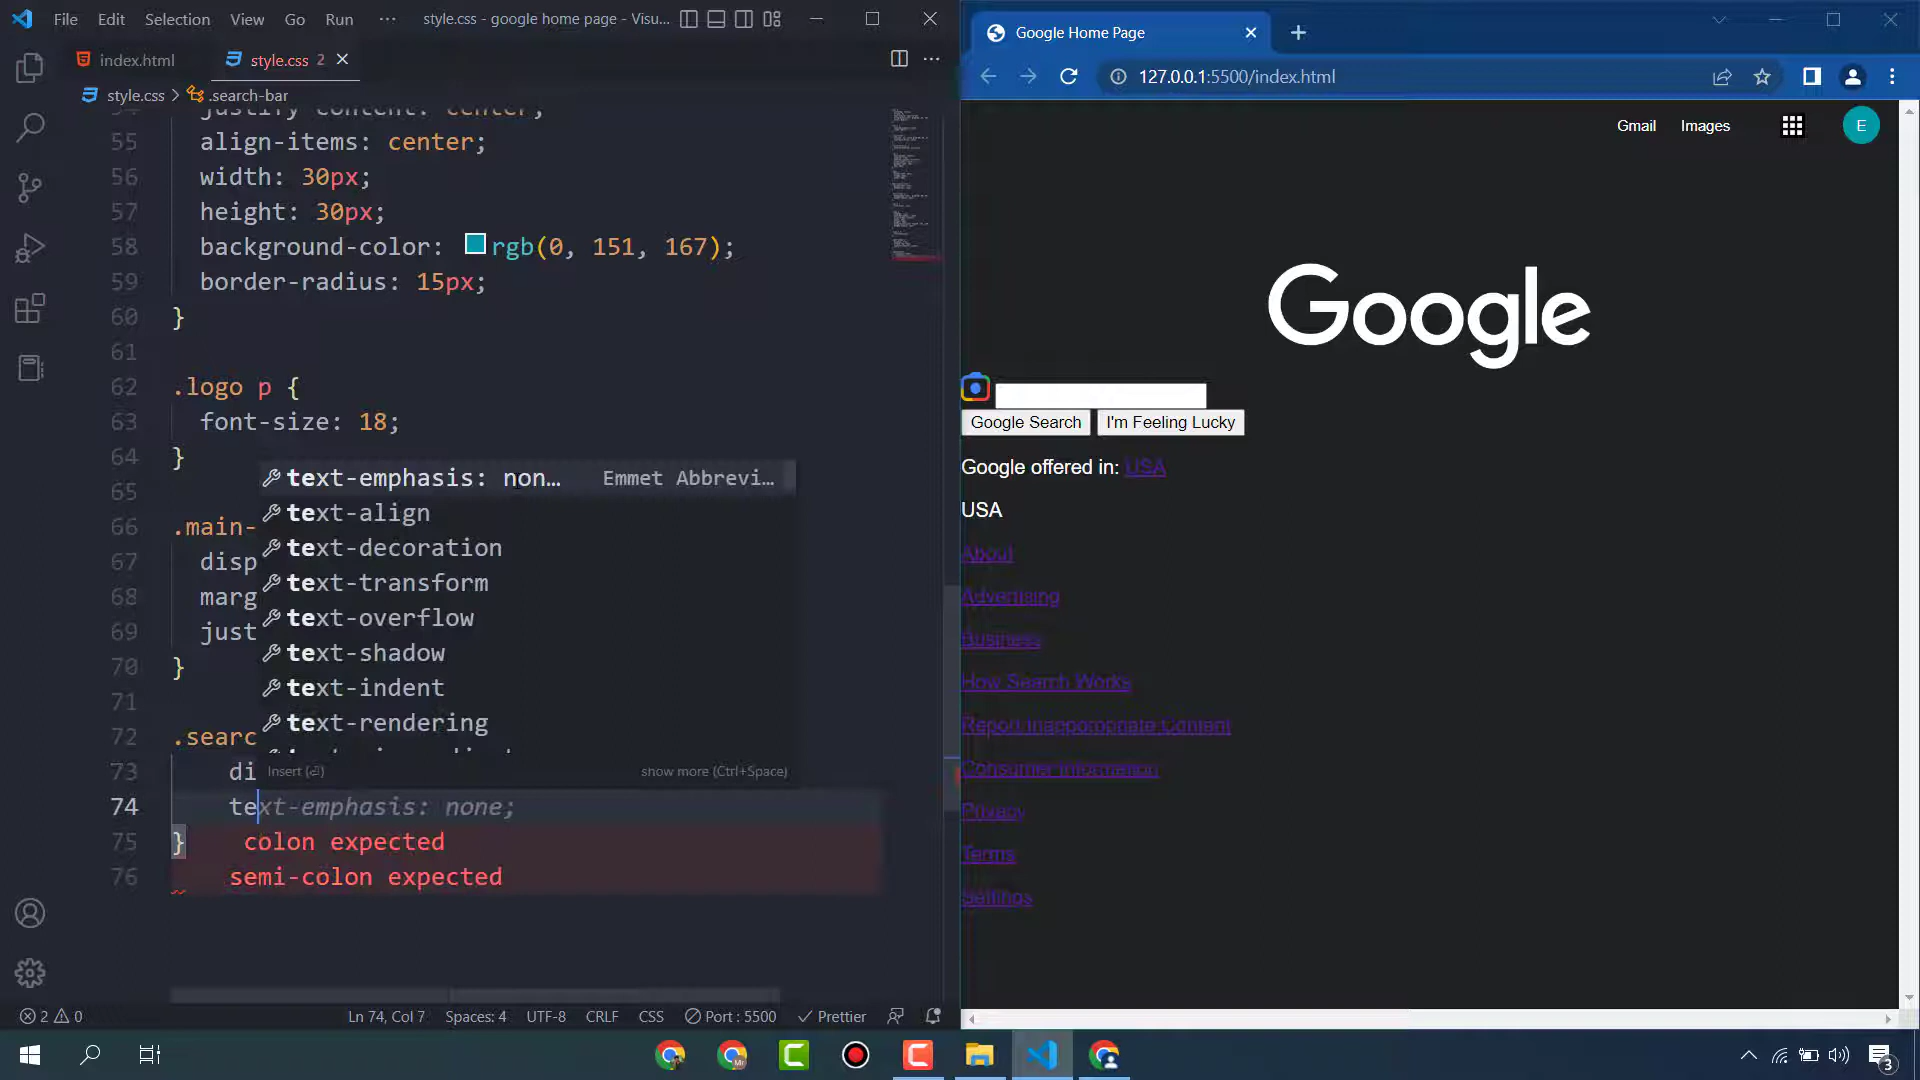 File Edit Selection View Go Run ··· style.css - google home page - Visu...
index.html style.css 2
style.css > .search-bar
54 justify-content: center;
55 align-items: center;
56 width: 30px;
57 height: 30px;
58 background-color: rgb(0, 151, 167);
59 border-radius: 15px;
60 }
61
62 .logo p {
63 font-size: 18;
64 }
65
66 .main-
67 disp
68 marg
69 just
70 }
71
72 .searc
73 di
74 text-emphasis: none;
75 } colon expected
76 semi-colon expected
text-emphasis: non... Emmet Abbrevi...
text-align
text-decoration
text-transform
text-overflow
text-shadow
text-indent
text-rendering
Insert (⏎) show more (Ctrl+Space)
2 0 Ln 74, Col 7 Spaces: 4 UTF-8 CRLF CSS Port : 5500 Prettier
Google Home Page
127.0.0.1:5500/index.html
Gmail Images E
Google
Google Search I'm Feeling Lucky
Google offered in: USA
USA
About
Advertising
Business
How Search Works
Report Inappropriate Content
Consumer Information
Privacy
Terms
Settings
3